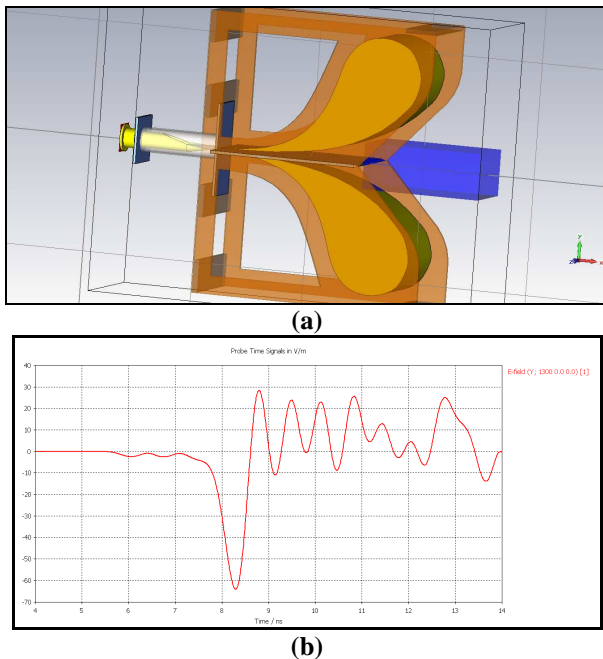 y
z
x
(a)
Probe Time Signals in V/m
E-field (Y; 1300 0.0 0.0) [1]
40
30
20
10
0
-10
-20
-30
-40
-50
-60
-70
4 5 6 7 8 9 10 11 12 13 14
Time / ns
(b)